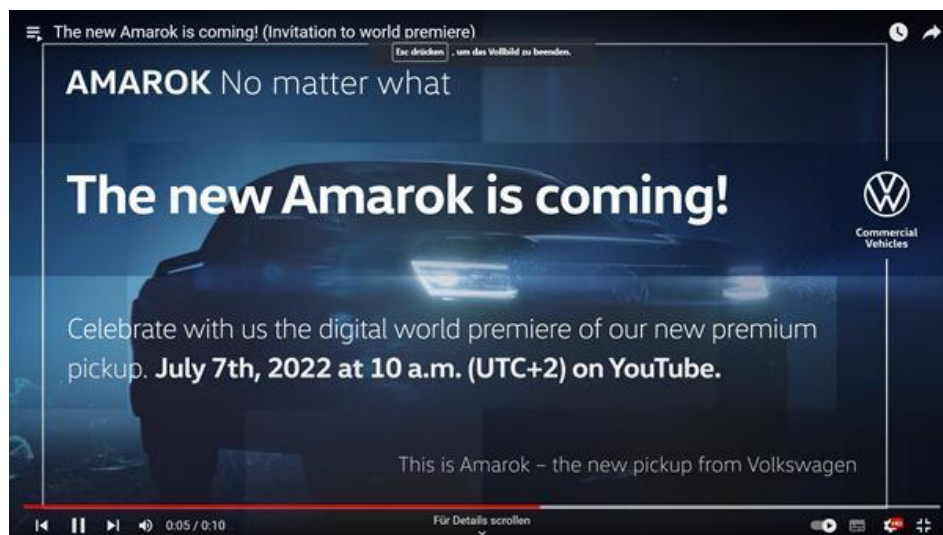 The new Amarok is coming! (Invitation to world premiere)
Esc drücken , um das Vollbild zu beenden.
AMAROK No matter what
The new Amarok is coming!
Commercial
Vehicles
Celebrate with us the digital world premiere of our new premium
pickup. July 7th, 2022 at 10 a.m. (UTC+2) on YouTube.
This is Amarok – the new pickup from Volkswagen
0:05 / 0:10
Für Details scrollen
HD